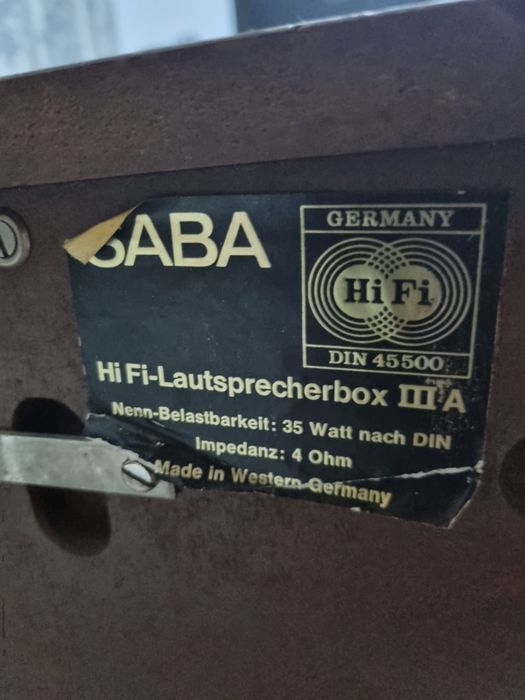 SABA
GERMANY
Hi Fi
DIN 45500
Hi Fi-Lautsprecherbox III A
Nenn-Belastbarkeit: 35 Watt nach DIN
Impedanz: 4 Ohm
Made in Western Germany